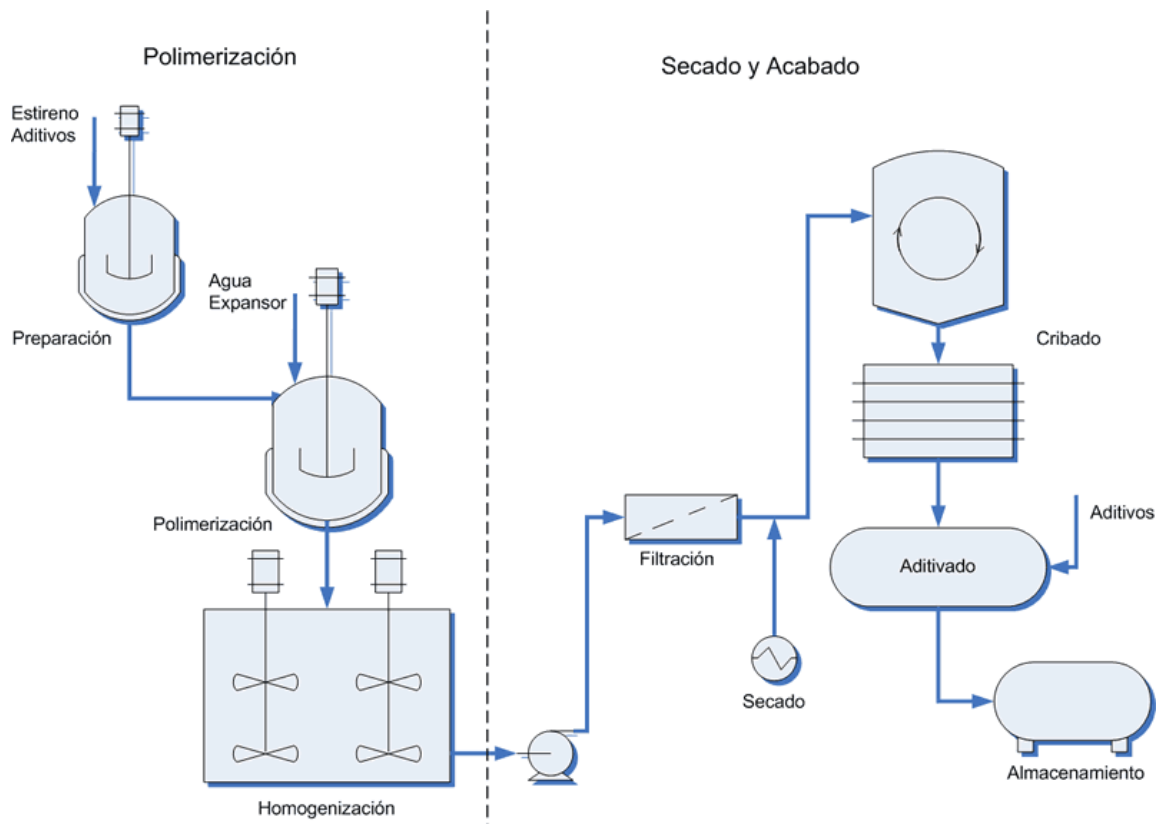 Polimerización
Secado y Acabado
Estireno
Aditivos
Preparación
Agua
Expansor
Polimerización
Homogenización
Filtración
Secado
Cribado
Aditivos
Aditivado
Almacenamiento